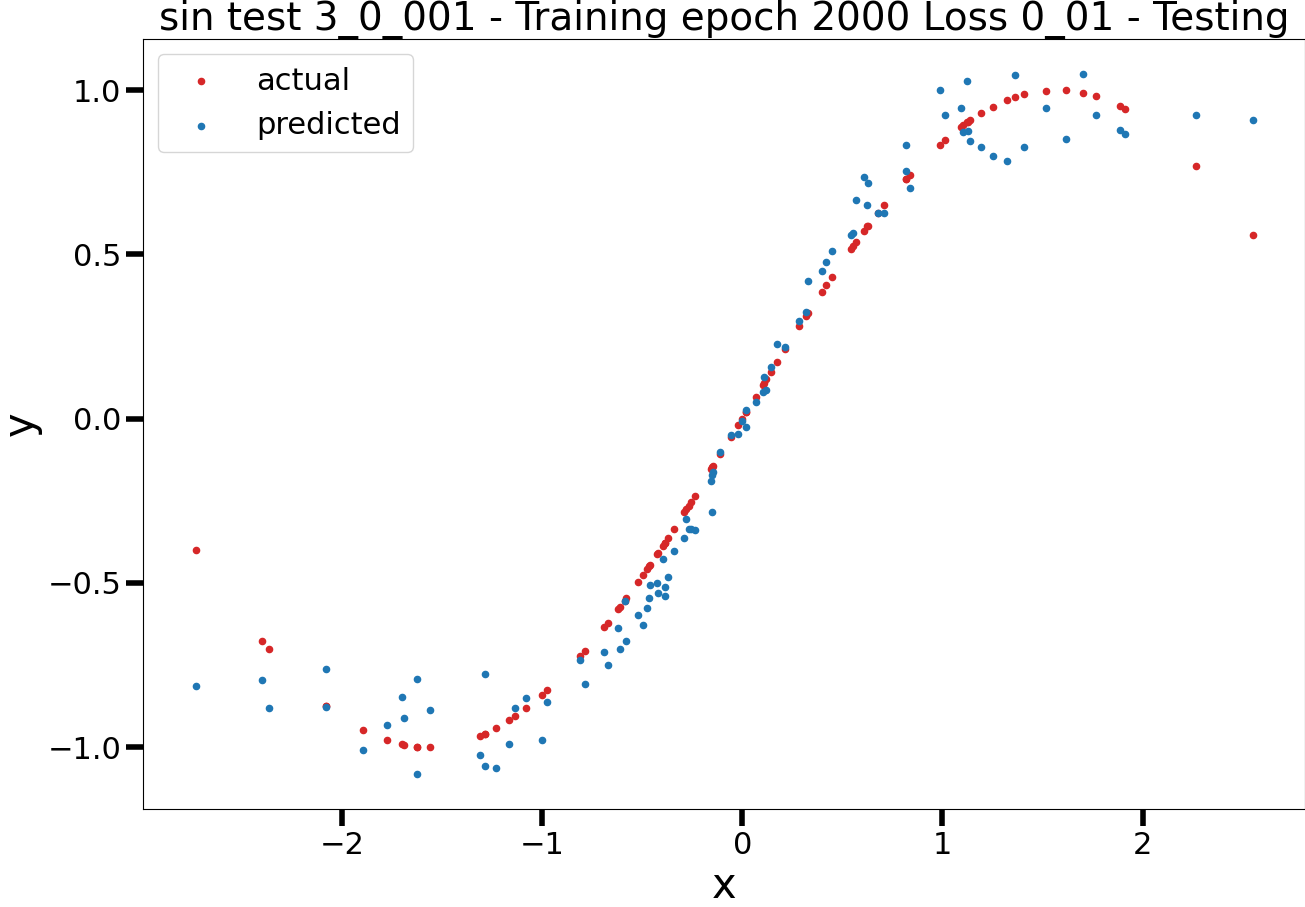 sin test 3_0_001 - Training epoch 2000 Loss 0_01 - Testing
actual
predicted
1.0
0.5
0.0
−0.5
−1.0
y
−2
−1
0
1
2
x